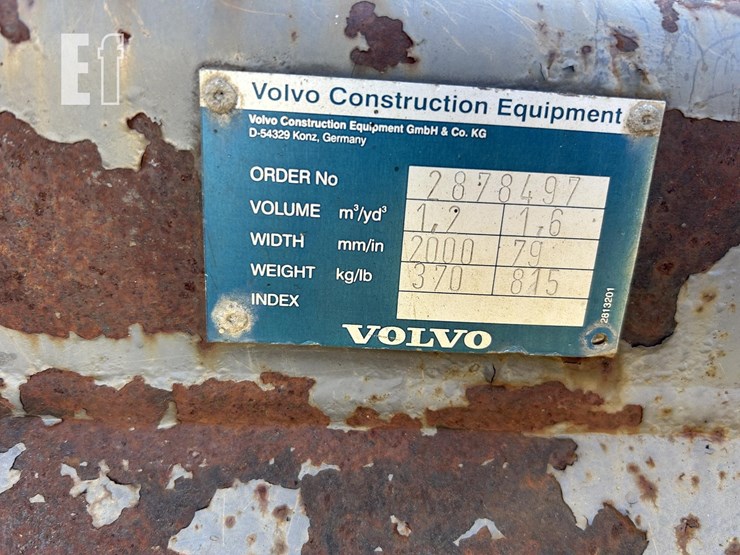 Ef
Volvo Construction Equipment
Volvo Construction Equipment GmbH & Co. KG
D-54329 Konz, Germany
ORDER No 2878497
VOLUME m³/yd³ 1,2 1,6
WIDTH mm/in 2000 79
WEIGHT kg/lb 370 815
INDEX
2813201
VOLVO